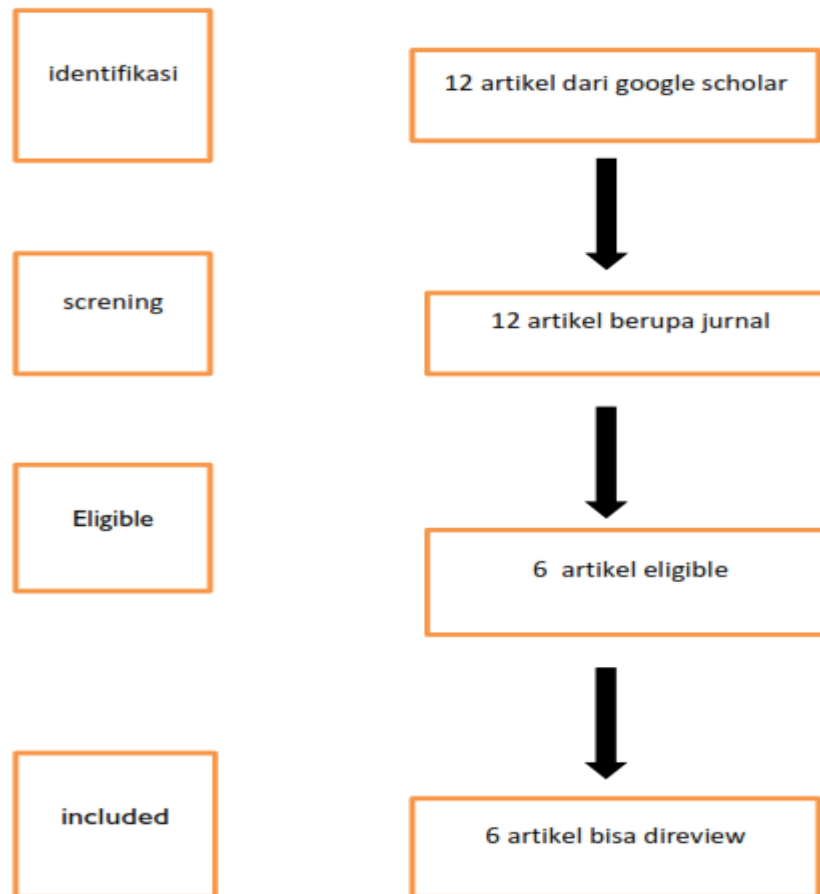 identifikasi
12 artikel dari google scholar
screning
12 artikel berupa jurnal
Eligible
6 artikel eligible
included
6 artikel bisa direview